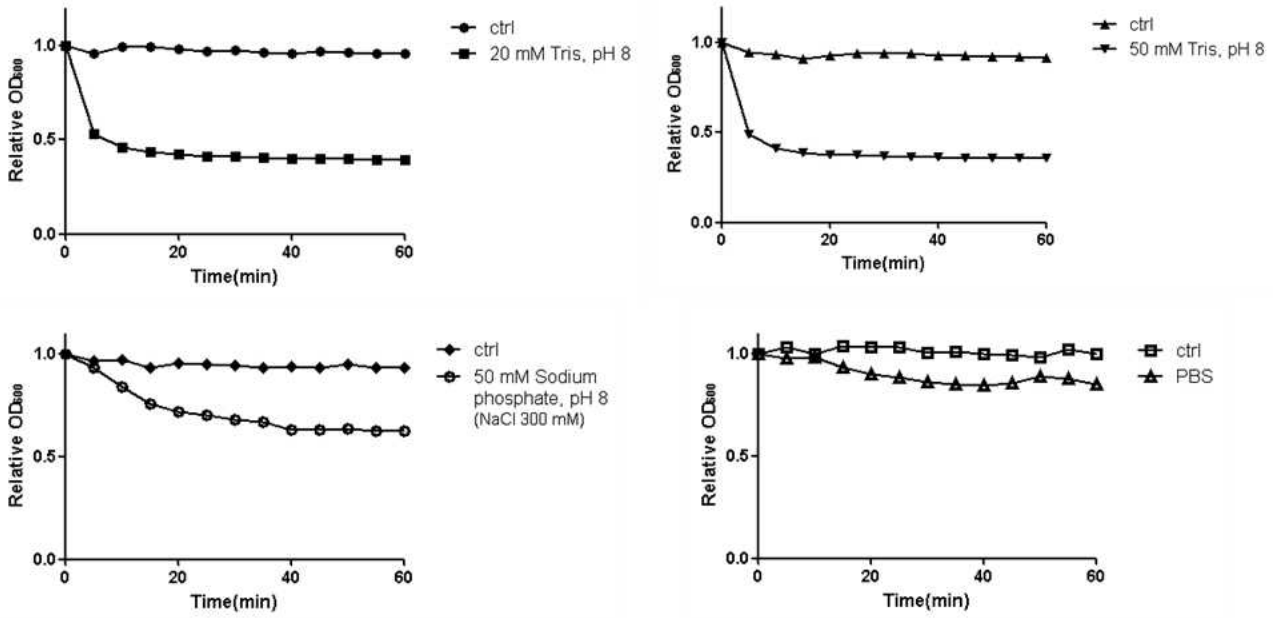 ctrl
20 mM Tris, pH 8
Relative OD600
1.0
0.5
0.0
0
20
40
60
Time(min)
ctrl
50 mM Tris, pH 8
Relative OD600
1.0
0.5
0.0
0
20
40
60
Time(min)
ctrl
50 mM Sodium
phosphate, pH 8
(NaCl 300 mM)
Relative OD600
1.0
0.5
0.0
0
20
40
60
Time(min)
ctrl
PBS
Relative OD600
1.0
0.5
0.0
0
20
40
60
Time(min)